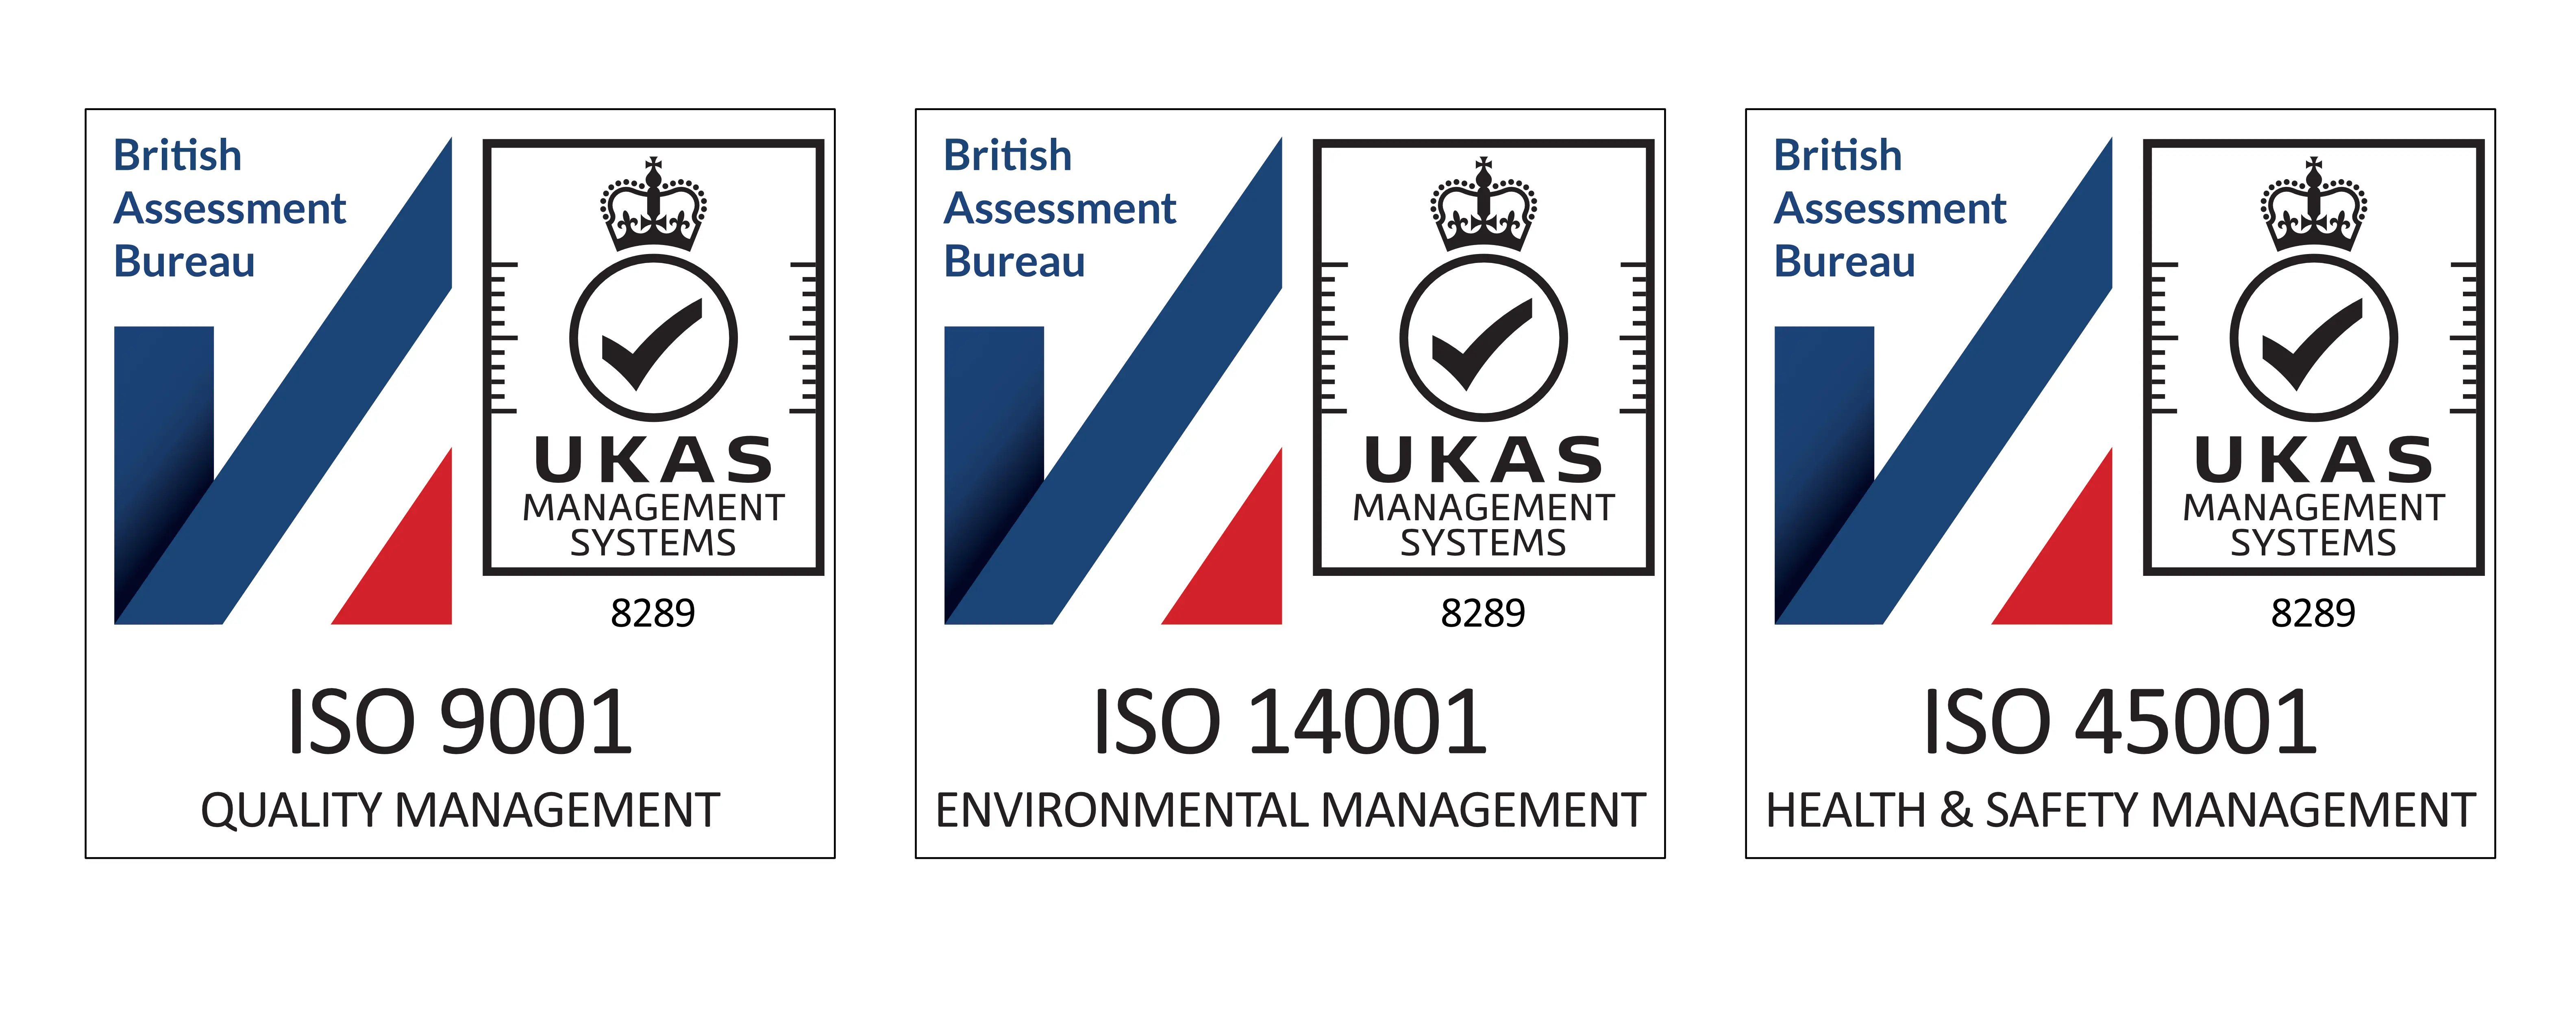 British
Assessment
Bureau
UKAS
MANAGEMENT
SYSTEMS
8289
ISO 9001
QUALITY MANAGEMENT
British
Assessment
Bureau
UKAS
MANAGEMENT
SYSTEMS
8289
ISO 14001
ENVIRONMENTAL MANAGEMENT
British
Assessment
Bureau
UKAS
MANAGEMENT
SYSTEMS
8289
ISO 45001
HEALTH & SAFETY MANAGEMENT